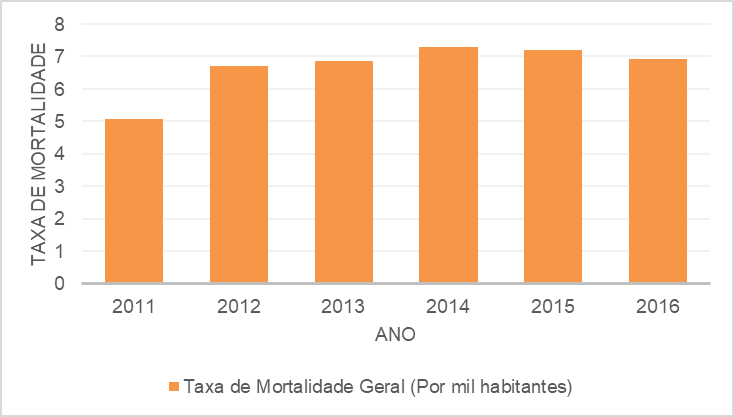 8
7
6
5
4
3
2
1
0
TAXA DE MORTALIDADE
2011 2012 2013 2014 2015 2016
ANO
Taxa de Mortalidade Geral (Por mil habitantes)